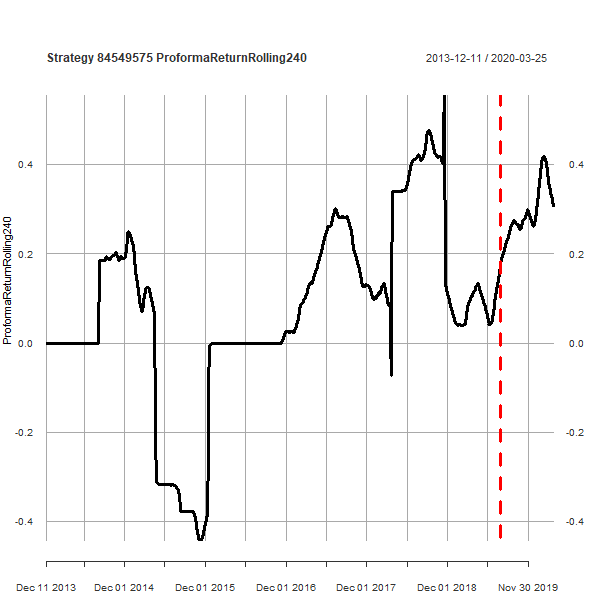 Strategy 84549575 ProformaReturnRolling240
2013-12-11 / 2020-03-25
ProformaReturnRolling240
0.4
0.2
0.0
-0.2
-0.4
0.4
0.2
0.0
-0.2
-0.4
Dec 11 2013
Dec 01 2014
Dec 01 2015
Dec 01 2016
Dec 01 2017
Dec 01 2018
Nov 30 2019